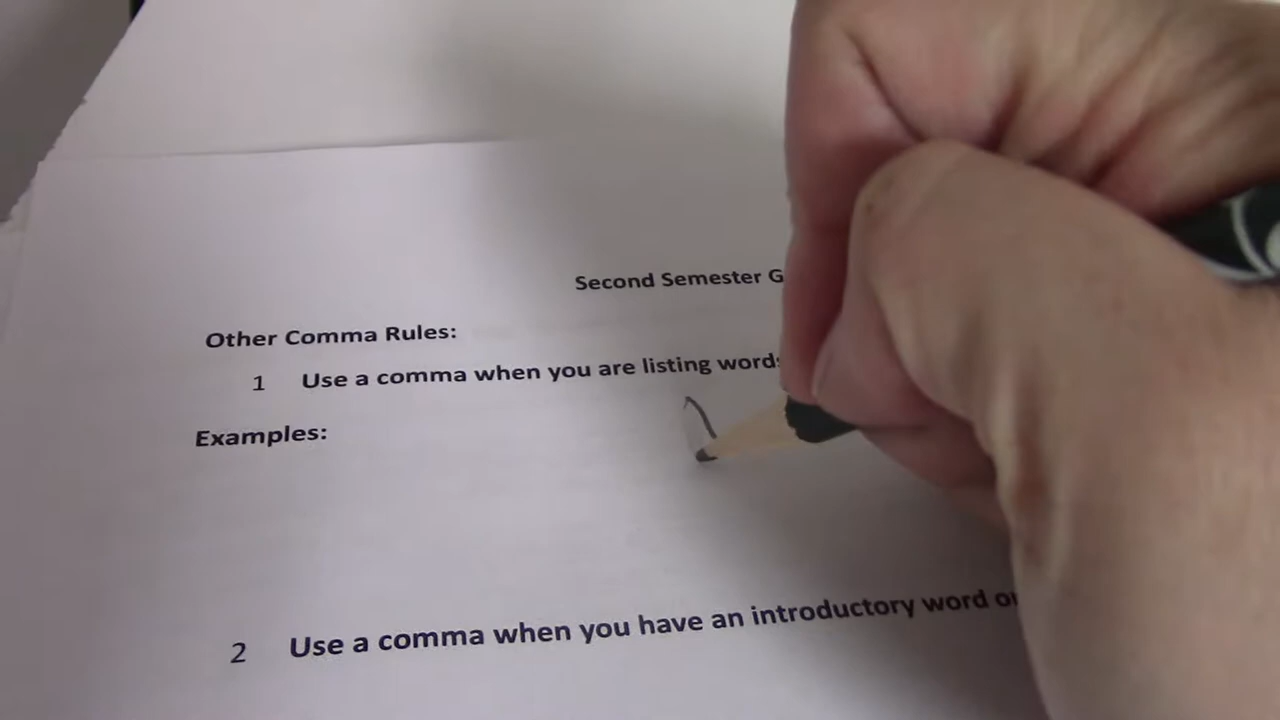 Second Semester
Other Comma Rules:
1 Use a comma when you are listing words
Examples:
2 Use a comma when you have an introductory word